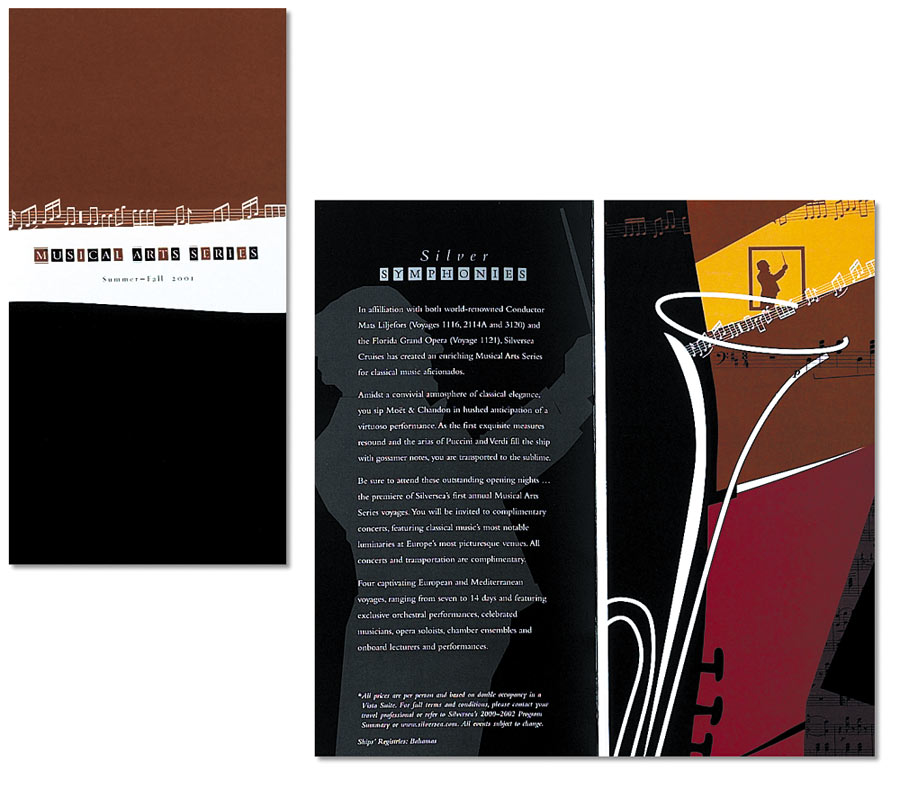 MUSICAL ARTS SERIES
Summer–Fall 2001
Silver
SYMPHONIES
In affiliation with both world-renowned Conductor
Mats Liljefors (Voyages 1116, 2114A and 3120) and
the Florida Grand Opera (Voyage 1121), Silversea
Cruises has created an enriching Musical Arts Series
for classical music aficionados.
Amidst a convivial atmosphere of classical elegance,
you sip Moët & Chandon in hushed anticipation of a
virtuoso performance. As the first exquisite measures
resound and the arias of Puccini and Verdi fill the ship
with gossamer notes, you are transported to the sublime.
Be sure to attend these outstanding opening nights ...
the premiere of Silversea's first annual Musical Arts
Series voyages. You will be invited to complimentary
concerts, featuring classical music's most notable
luminaries at Europe's most picturesque venues. All
concerts and transportation are complimentary.
Four captivating European and Mediterranean
voyages, ranging from seven to 14 days and featuring
exclusive orchestral performances, celebrated
musicians, opera soloists, chamber ensembles and
onboard lecturers and performances.
*All prices are per person and based on double occupancy in a
Vista Suite. For full terms and conditions, please contact your
travel professional or refer to Silversea's 2000–2002 Program
Summary or www.silversea.com. All events subject to change.
Ships' Registries: Bahamas